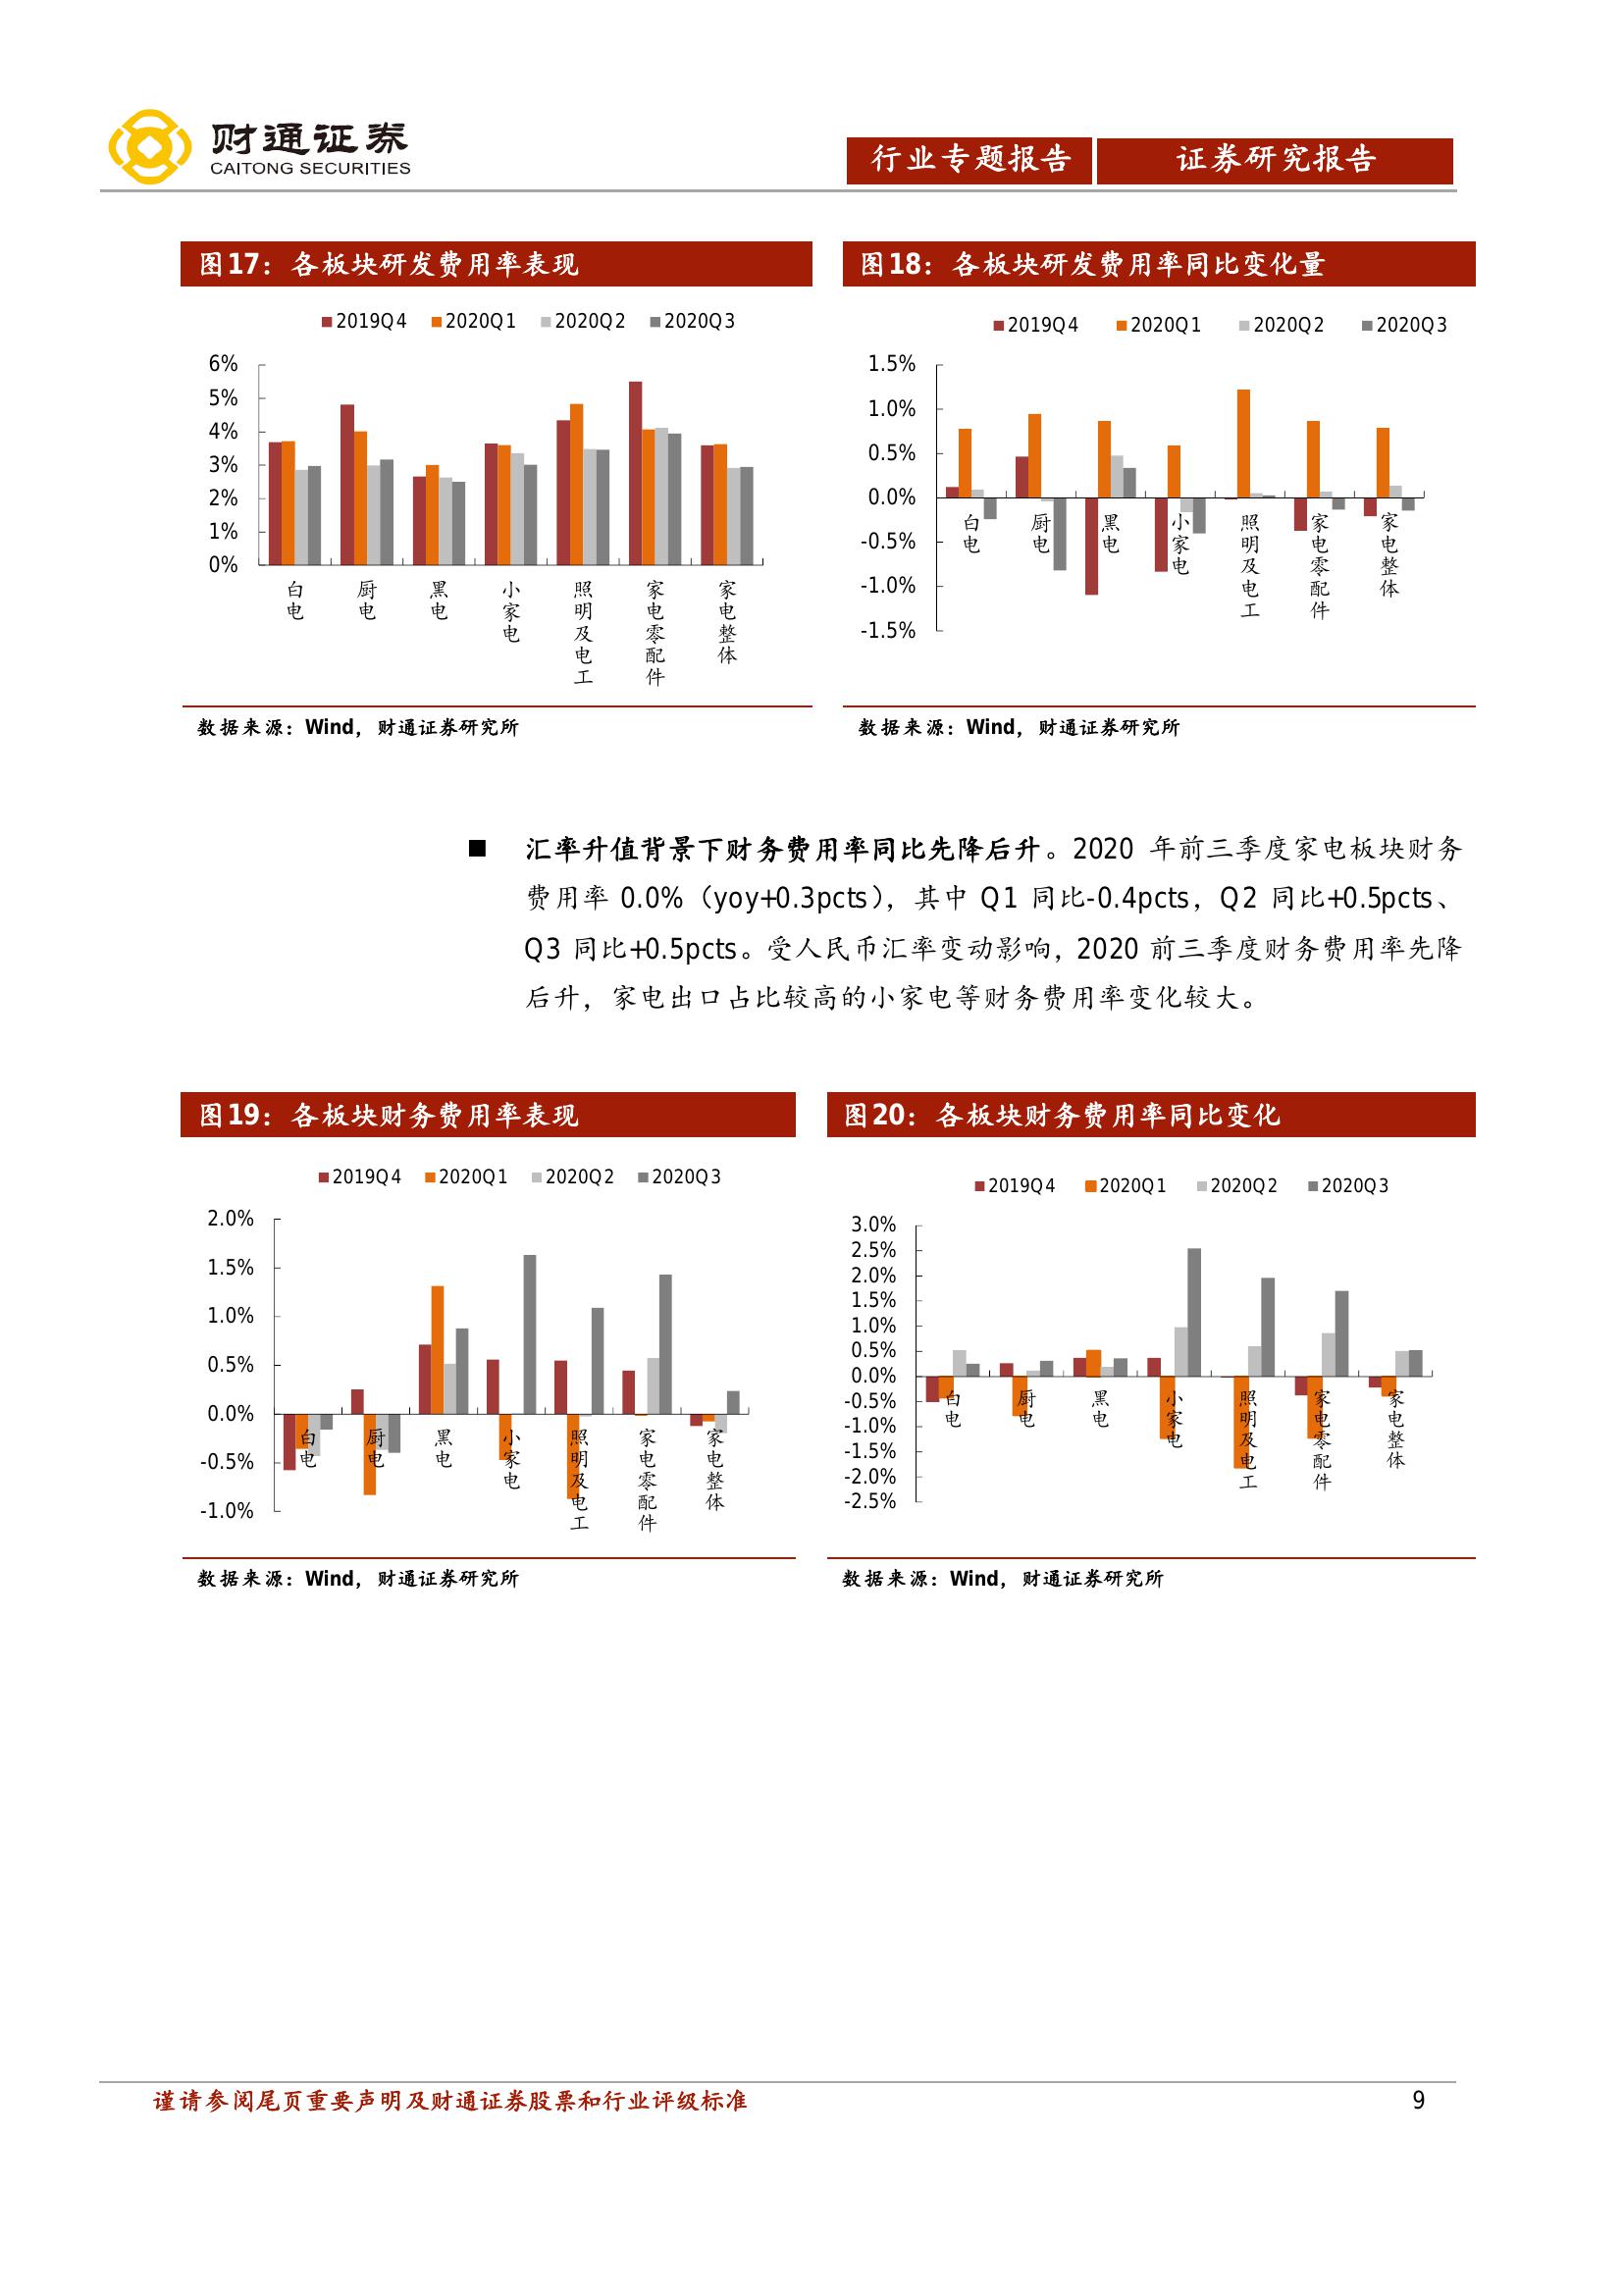 财通证券
CAITONG SECURITIES
行业专题报告
证券研究报告
图17：各板块研发费用率表现
2019Q4 2020Q1 2020Q2 2020Q3
6%
5%
4%
3%
2%
1%
0%
白电
厨电
黑电
小家电
照明及电工
家电零配件
家电整体
数据来源：Wind，财通证券研究所
图18：各板块研发费用率同比变化量
2019Q4 2020Q1 2020Q2 2020Q3
1.5%
1.0%
0.5%
0.0%
-0.5%
-1.0%
-1.5%
白电
厨电
黑电
小家电
照明及电工
家电零配件
家电整体
数据来源：Wind，财通证券研究所
■ 汇率升值背景下财务费用率同比先降后升。2020 年前三季度家电板块财务
费用率 0.0%（yoy+0.3pcts），其中 Q1 同比-0.4pcts，Q2 同比+0.5pcts、
Q3 同比+0.5pcts。受人民币汇率变动影响，2020 前三季度财务费用率先降
后升，家电出口占比较高的小家电等财务费用率变化较大。
图19：各板块财务费用率表现
2019Q4 2020Q1 2020Q2 2020Q3
2.0%
1.5%
1.0%
0.5%
0.0%
-0.5%
-1.0%
白电
厨电
黑电
小家电
照明及电工
家电零配件
家电整体
数据来源：Wind，财通证券研究所
图20：各板块财务费用率同比变化
2019Q4 2020Q1 2020Q2 2020Q3
3.0%
2.5%
2.0%
1.5%
1.0%
0.5%
0.0%
-0.5%
-1.0%
-1.5%
-2.0%
-2.5%
白电
厨电
黑电
小家电
照明及电工
家电零配件
家电整体
数据来源：Wind，财通证券研究所
谨请参阅尾页重要声明及财通证券股票和行业评级标准
9